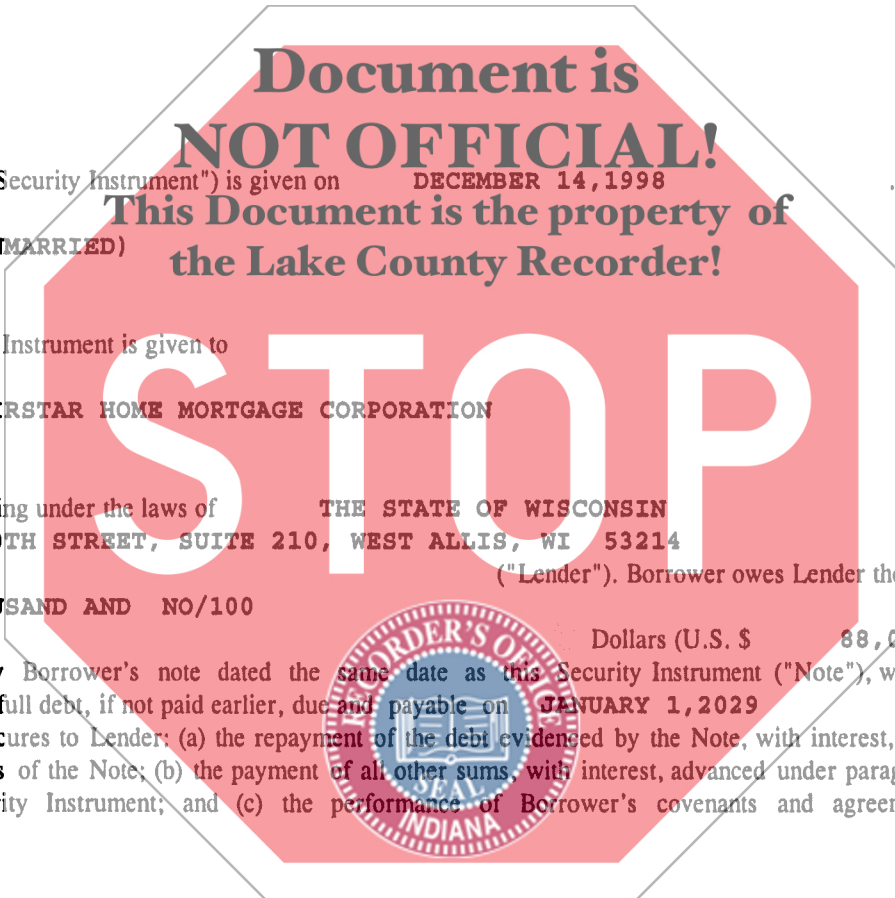 Document is
NOT OFFICIAL!
Security Instrument") is given on DECEMBER 14,1998 .
This Document is the property of
MARRIED)
the Lake County Recorder!
Instrument is given to
STOP
RSTAR HOME MORTGAGE CORPORATION
ing under the laws of THE STATE OF WISCONSIN
TH STREET, SUITE 210, WEST ALLIS, WI 53214
("Lender"). Borrower owes Lender the
USAND AND NO/100
Dollars (U.S. $ 88,0
y Borrower's note dated the same date as this Security Instrument ("Note"), w
full debt, if not paid earlier, due and payable on JANUARY 1,2029
cures to Lender: (a) the repayment of the debt evidenced by the Note, with interest,
s of the Note; (b) the payment of all other sums, with interest, advanced under parag
ity Instrument; and (c) the performance of Borrower's covenants and agreem
RECORDER'S OFFICE
SEAL
INDIANA